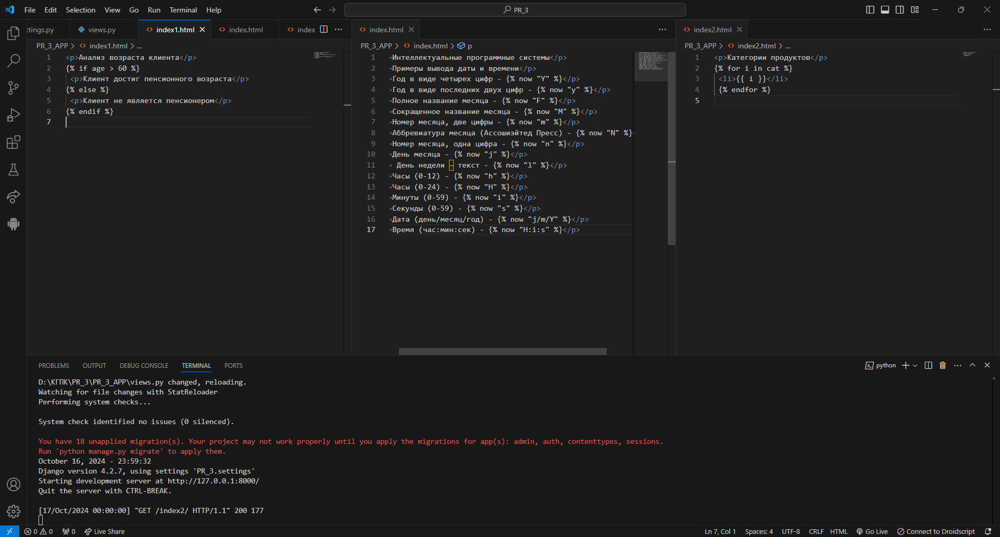 File Edit Selection View Go Run Terminal Help
PR_3
ttings.py
views.py
index1.html
index.html
index
PR_3_APP > index1.html > ...
1 <p>Анализ возраста клиента</p>
2 {% if age > 60 %}
3 <p>Клиент достиг пенсионного возраста</p>
4 {% else %}
5 <p>Клиент не является пенсионером</p>
6 {% endif %}
7
index.html
PR_3_APP > index.html > p
1 >Интеллектуальные программные системы</p>
2 >Примеры вывода даты и времени</p>
3 >Год в виде четырех цифр - {% now "Y" %}</p>
4 >Год в виде последних двух цифр - {% now "y" %}</p>
5 >Полное название месяца - {% now "F" %}</p>
6 >Сокращенное название месяца - {% now "M" %}</p>
7 >Номер месяца, две цифры - {% now "m" %}</p>
8 >Аббревиатура месяца (Ассошиэйтед Пресс) - {% now "N" %}
9 >Номер месяца, одна цифра - {% now "n" %}</p>
10 >День месяца - {% now "j" %}</p>
11 > День недели – текст - {% now "l" %}</p>
12 >Часы (0-12) - {% now "h" %}</p>
13 >Часы (0-24) - {% now "H" %}</p>
14 >Минуты (0-59) - {% now "i" %}</p>
15 >Секунды (0-59) - {% now "s" %}</p>
16 >Дата (день/месяц/год) - {% now "j/m/Y" %}</p>
17 >Время (час:мин:сек) - {% now "H:i:s" %}</p>
index2.html
PR_3_APP > index2.html > ...
1 <p>Категории продуктов</p>
2 {% for i in cat %}
3 <li>{{ i }}</li>
4 {% endfor %}
5
PROBLEMS OUTPUT DEBUG CONSOLE TERMINAL PORTS
python
D:\КГПК\PR_3\PR_3_APP\views.py changed, reloading.
Watching for file changes with StatReloader
Performing system checks...
System check identified no issues (0 silenced).
You have 18 unapplied migration(s). Your project may not work properly until you apply the migrations for app(s): admin, auth, contenttypes, sessions.
Run 'python manage.py migrate' to apply them.
October 16, 2024 - 23:59:32
Django version 4.2.7, using settings 'PR_3.settings'
Starting development server at http://127.0.0.1:8000/
Quit the server with CTRL-BREAK.
[17/Oct/2024 00:00:00] "GET /index2/ HTTP/1.1" 200 177
0 0 0 Live Share
Ln 7, Col 1 Spaces: 4 UTF-8 CRLF HTML Go Live Connect to Droidscript